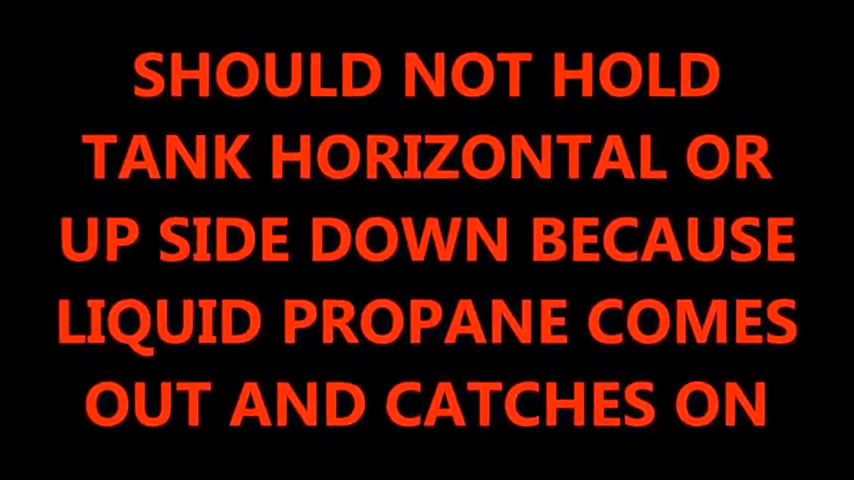 SHOULD NOT HOLD
TANK HORIZONTAL OR
UP SIDE DOWN BECAUSE
LIQUID PROPANE COMES
OUT AND CATCHES ON